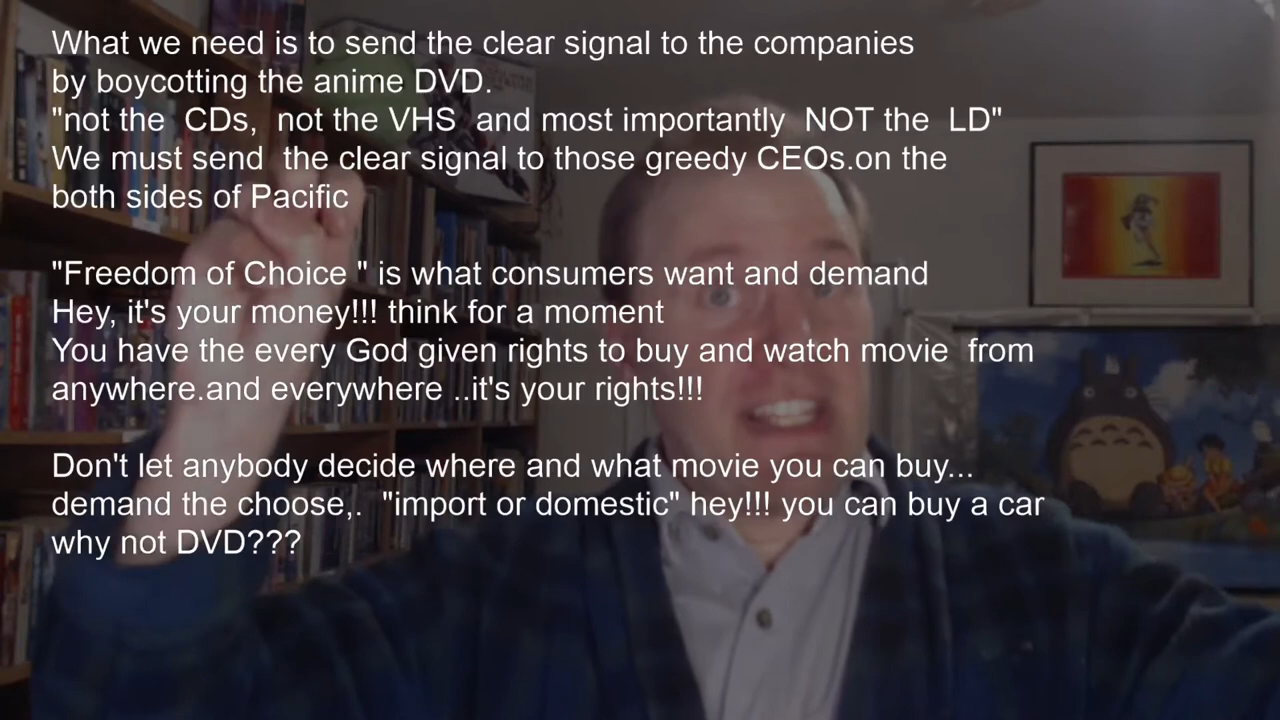 What we need is to send the clear signal to the companies
by boycotting the anime DVD.
"not the  CDs,  not the VHS  and most importantly  NOT the  LD"
We must send  the clear signal to those greedy CEOs.on the
both sides of Pacific
"Freedom of Choice " is what consumers want and demand
Hey, it's your money!!! think for a moment
You have the every God given rights to buy and watch movie  from
anywhere.and everywhere ..it's your rights!!!
Don't let anybody decide where and what movie you can buy...
demand the choose,.  "import or domestic" hey!!! you can buy a car
why not DVD???